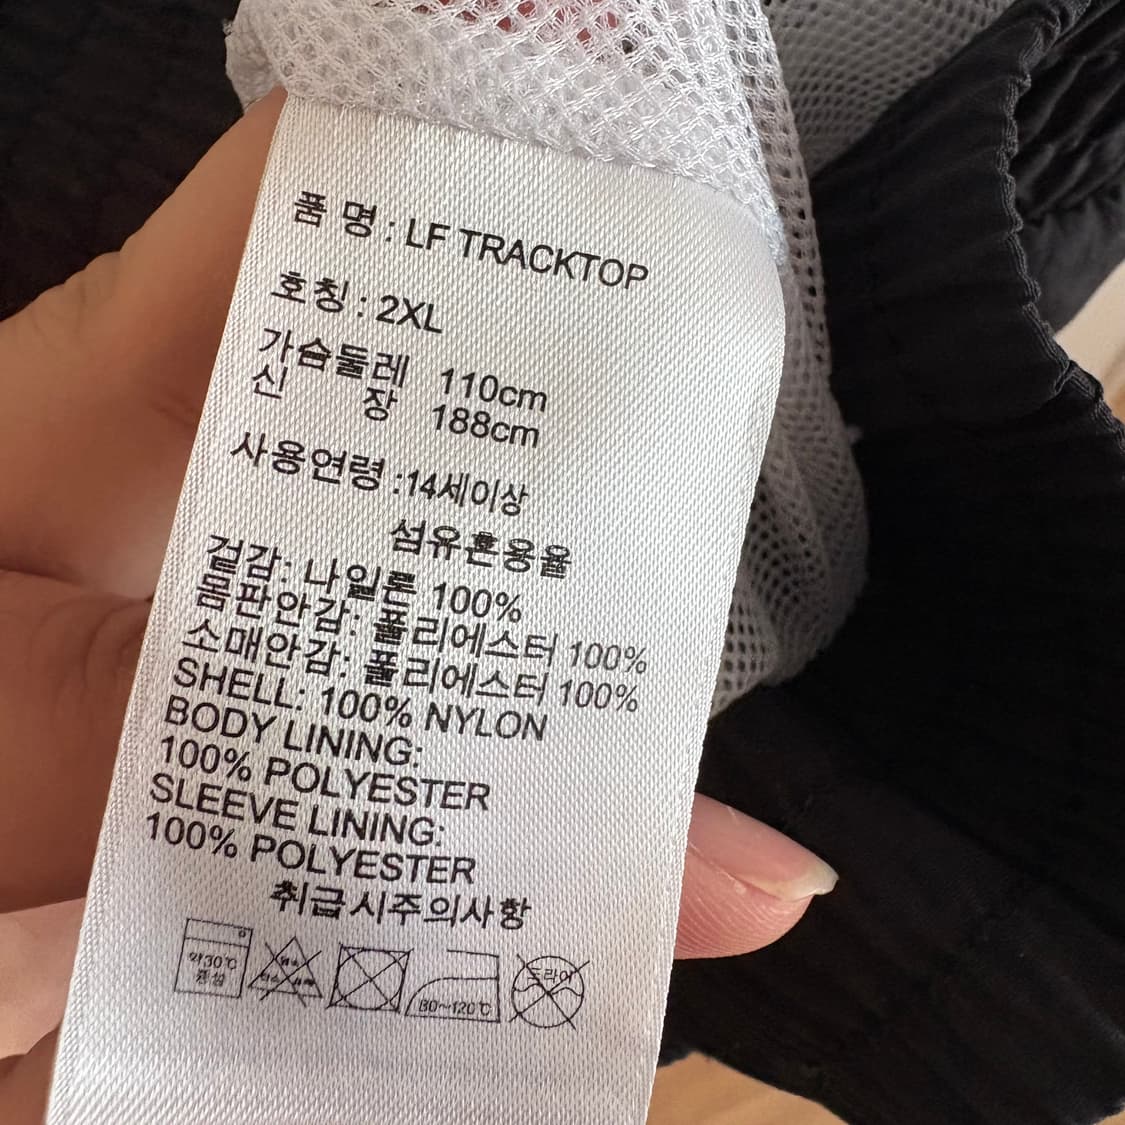 품 명 : LF TRACKTOP
호칭 : 2XL
가슴둘레 110cm
신 장 188cm
사용연령 :14세이상
섬유혼용율
겉감: 나일론 100%
몸판안감: 폴리에스터 100%
소매안감: 폴리에스터 100%
SHELL: 100% NYLON
BODY LINING:
100% POLYESTER
SLEEVE LINING:
100% POLYESTER
취급시주의사항
약30℃
중성
80~120℃
드라이